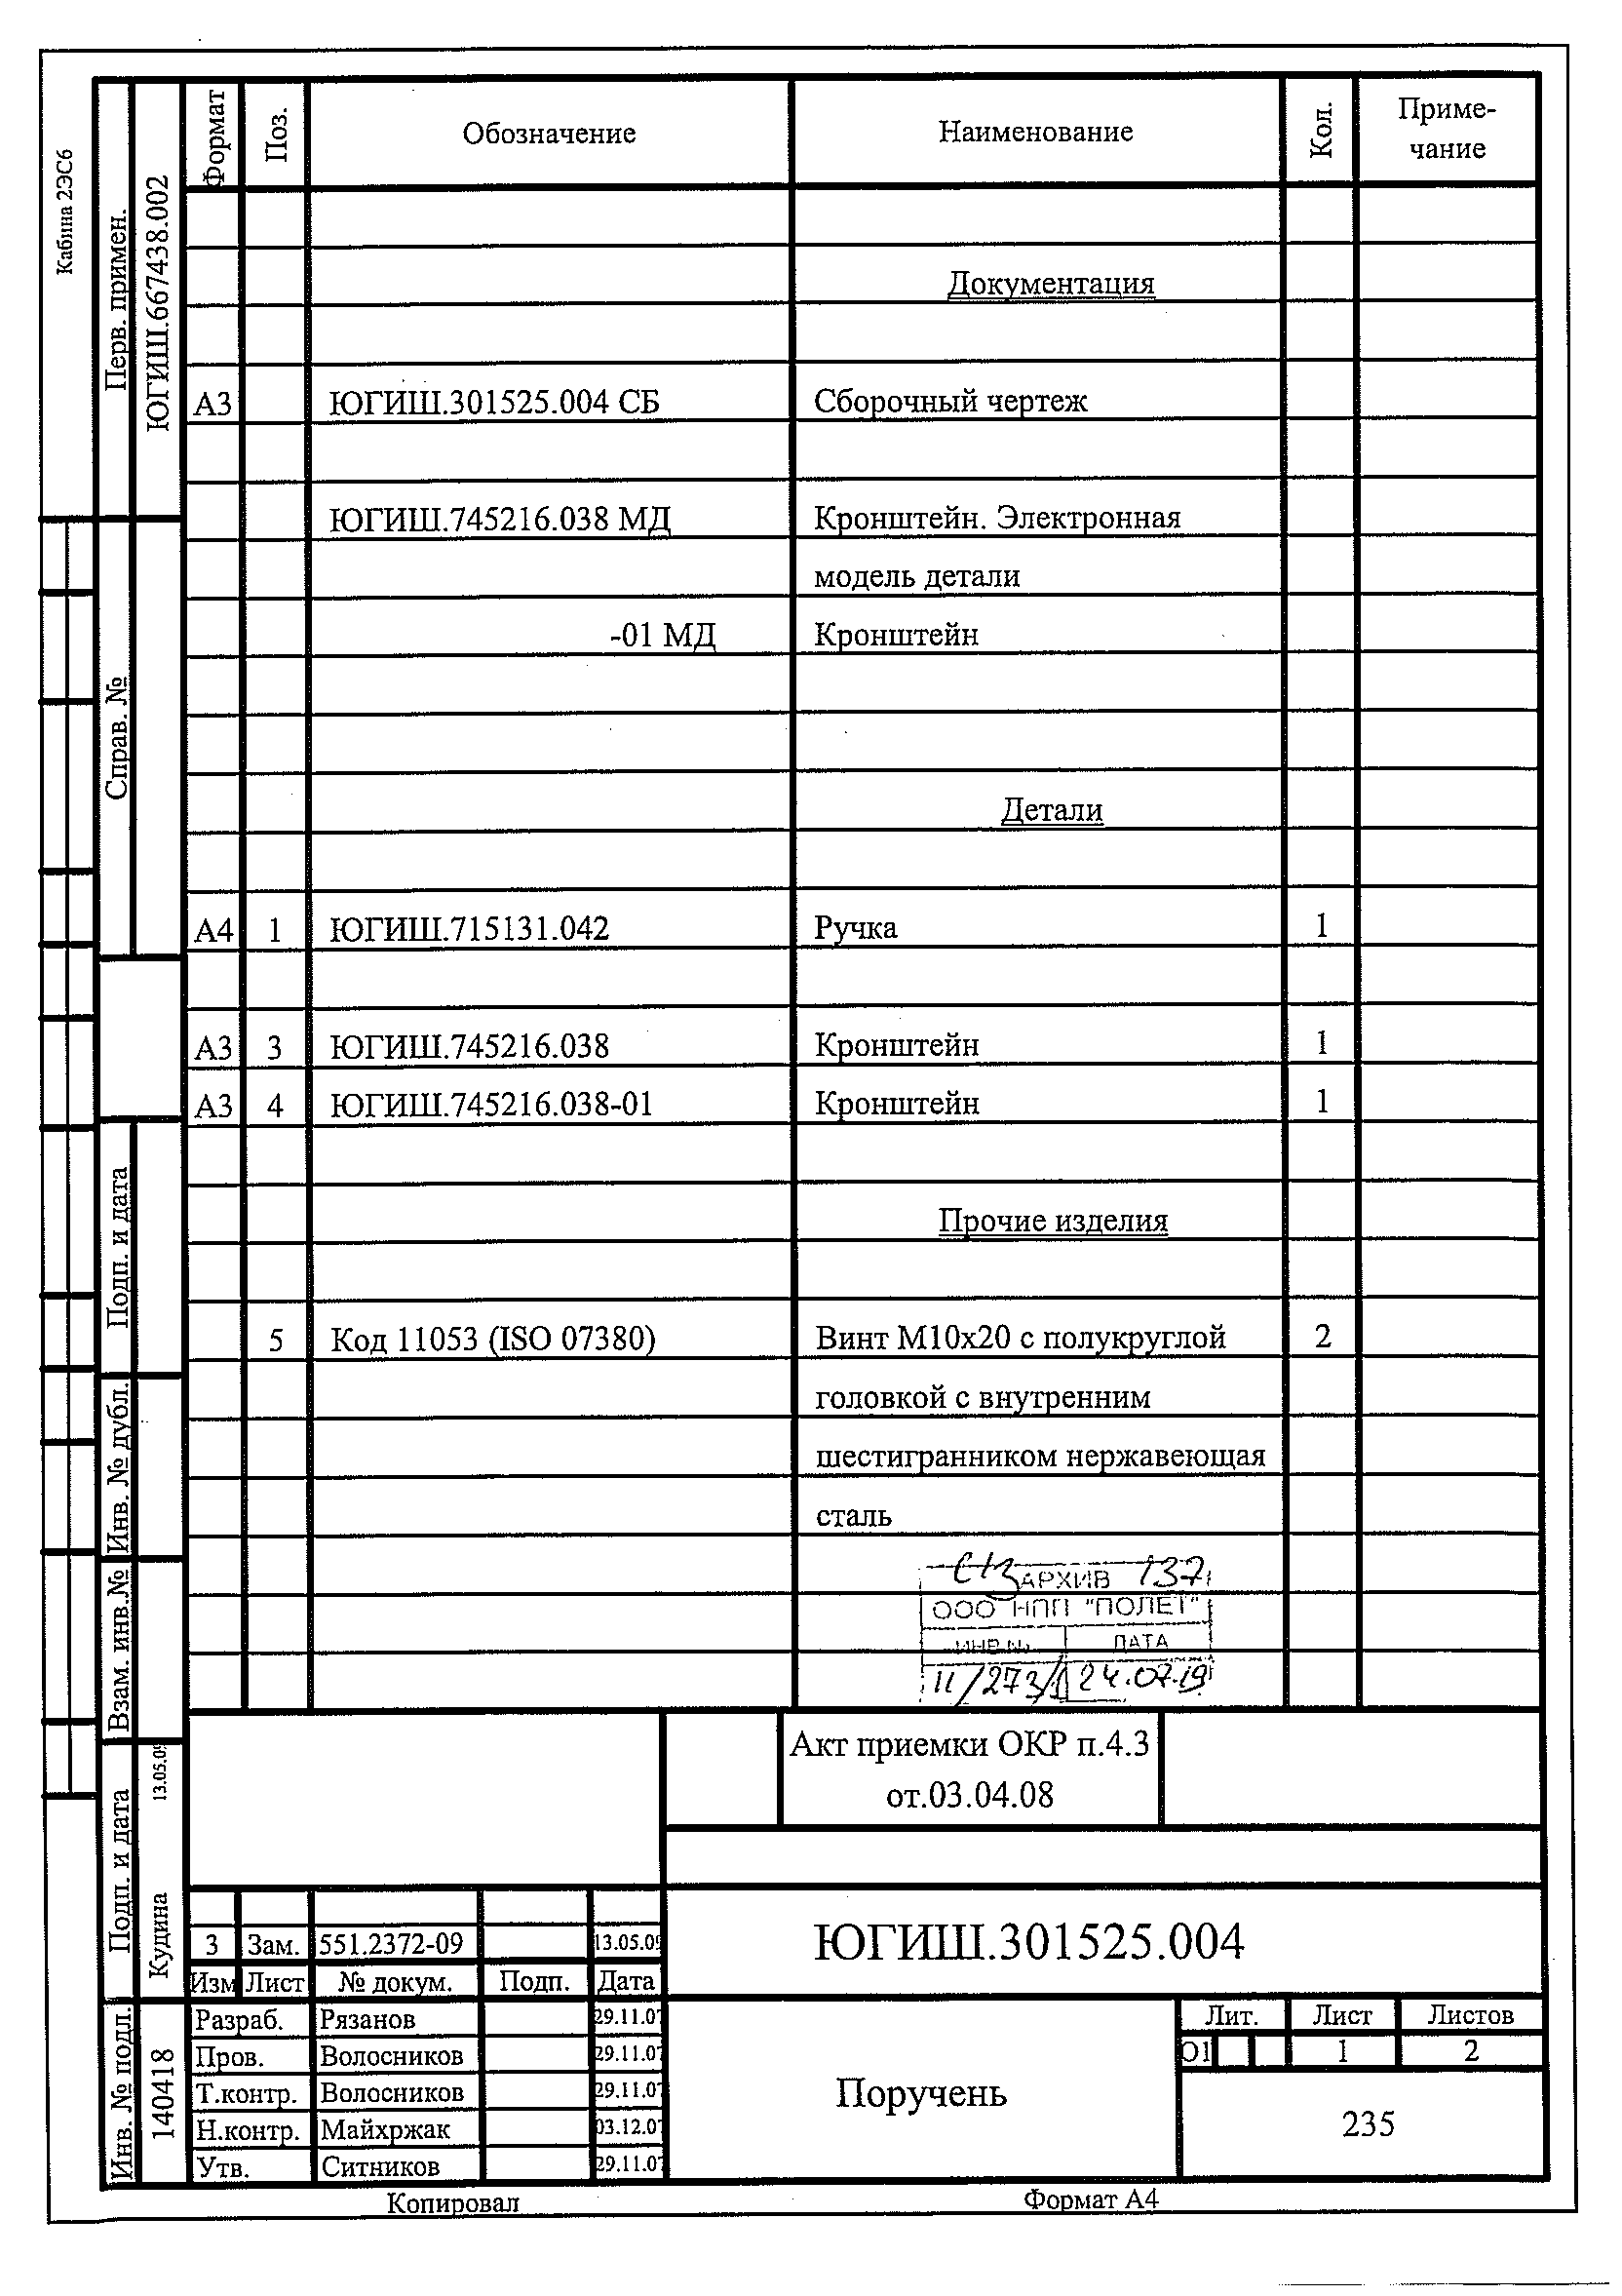 Кабина 2ЭС6
Перв. примен.
ЮГИШ.667438.002
Справ. №
Подп. и дата
Инв. № дубл.
Взам. инв.№
Подп. и дата
Кудина 13.05.09
Инв. № подл.
140418
Формат Поз. Обозначение Наименование Кол. Приме-
чание
Документация
А3 ЮГИШ.301525.004 СБ Сборочный чертеж
ЮГИШ.745216.038 МД Кронштейн. Электронная
модель детали
-01 МД Кронштейн
Детали
А4 1 ЮГИШ.715131.042 Ручка 1
А3 3 ЮГИШ.745216.038 Кронштейн 1
А3 4 ЮГИШ.745216.038-01 Кронштейн 1
Прочие изделия
5 Код 11053 (ISO 07380) Винт М10х20 с полукруглой 2
головкой с внутренним
шестигранником нержавеющая
сталь
АРХИВ 137
ООО НПП "ПОЛЕТ"
ИНВ.№ ДАТА
11/273/1 24.07.19
Акт приемки ОКР п.4.3
от.03.04.08
3 Зам. 551.2372-09 13.05.09
Изм Лист № докум. Подп. Дата
ЮГИШ.301525.004
Разраб. Рязанов 29.11.07
Пров. Волосников 29.11.07
Т.контр. Волосников 29.11.07
Н.контр. Майхржак 03.12.07
Утв. Ситников 29.11.07
Поручень
Лит. Лист Листов
О1 1 2
235
Копировал Формат А4